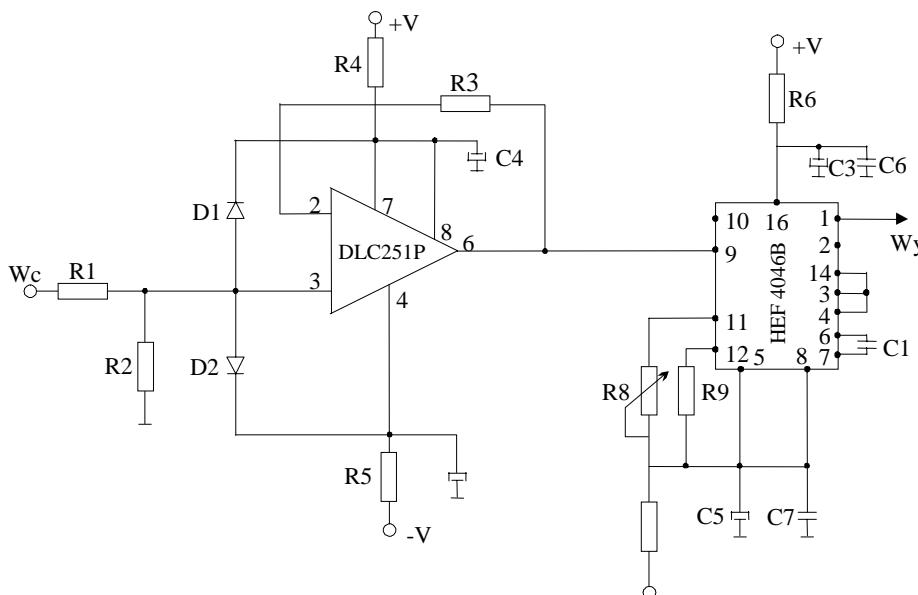 +V
+V
R4
R3
R6
C4
C3
C6
D1
2
7
8
6
DLC251P
10
16
1
9
2
Wy
Wc
R1
3
4
HEF 4046B
14
3
4
11
6
12
5
8
7
C1
R2
D2
R8
R9
R5
C5
C7
-V